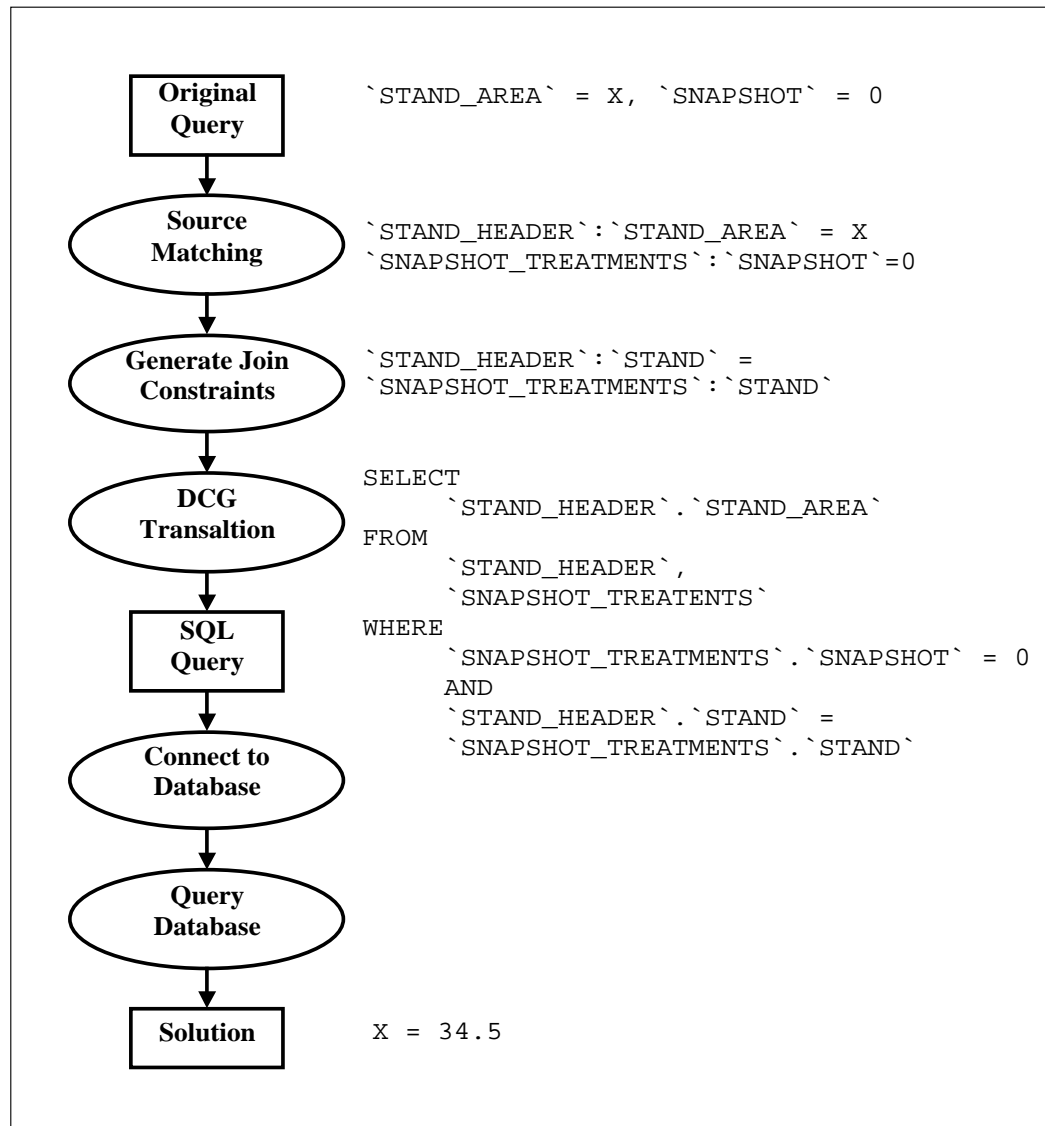 Original
Query
`STAND_AREA` = X, `SNAPSHOT` = 0
Source
Matching
`STAND_HEADER`:`STAND_AREA` = X
`SNAPSHOT_TREATMENTS`:`SNAPSHOT`=0
Generate Join
Constraints
`STAND_HEADER`:`STAND` =
`SNAPSHOT_TREATMENTS`:`STAND`
DCG
Transaltion
SELECT
`STAND_HEADER`.`STAND_AREA`
FROM
`STAND_HEADER`,
`SNAPSHOT_TREATENTS`
WHERE
`SNAPSHOT_TREATMENTS`.`SNAPSHOT` = 0
AND
`STAND_HEADER`.`STAND` =
`SNAPSHOT_TREATMENTS`.`STAND`
SQL
Query
Connect to
Database
Query
Database
Solution
X = 34.5